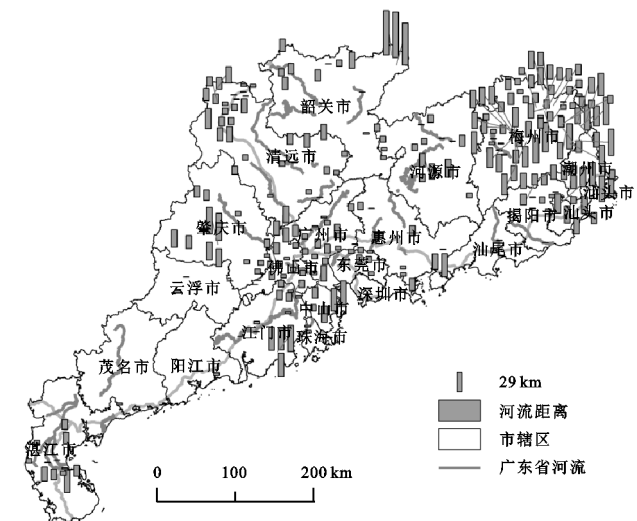 韶关市
清远市
梅州市
河源市
潮州市
汕头市
揭阳市
汕头市
肇庆市
广州市
惠州市
汕尾市
佛山市
东莞市
云浮市
深圳市
中山市
江门市
珠海市
茂名市
阳江市
湛江市
29 km
河流距离
市辖区
广东省河流
0 100 200 km